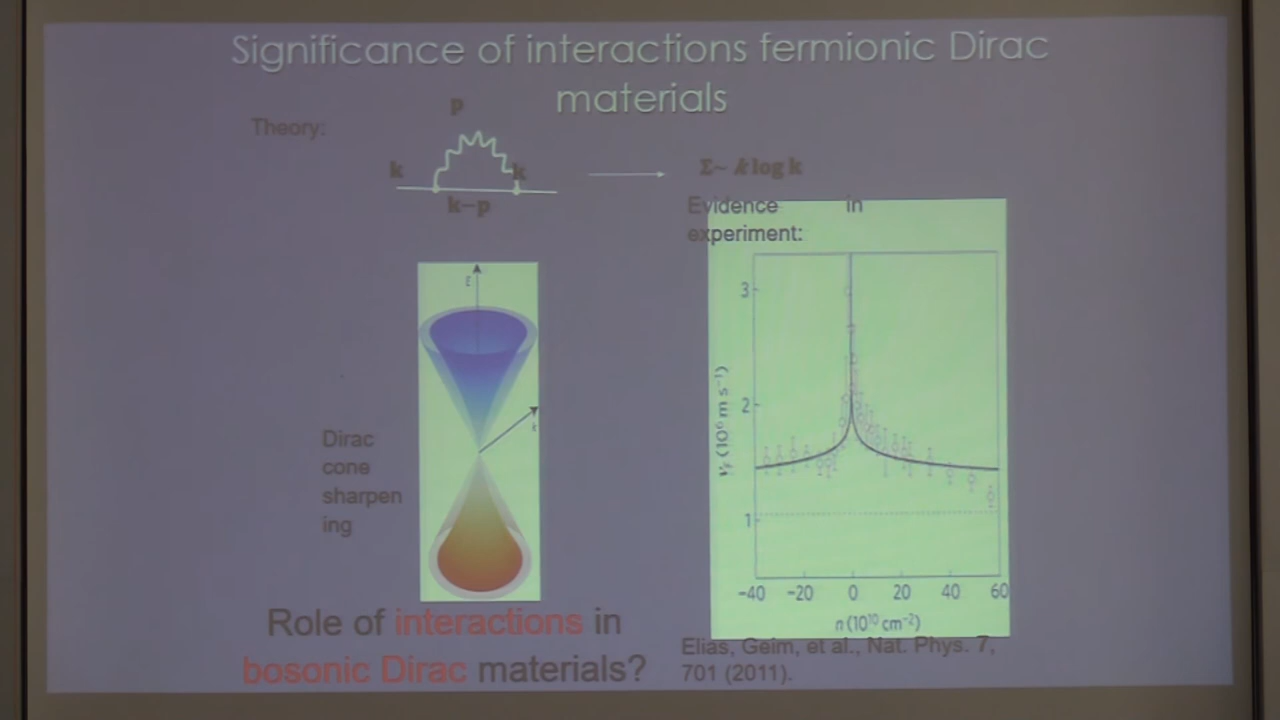 Significance of interactions fermionic Dirac
materials
Theory:
p
k
k
k−p
Σ~ k log k
Evidence in
experiment:
E
k
Dirac
cone
sharpen
ing
3
2
1
νF (10⁶ m s⁻¹)
−40 −20 0 20 40 60
n (10¹⁰ cm⁻²)
Role of interactions in
bosonic Dirac materials?
Elias, Geim, et al., Nat. Phys. 7,
701 (2011).